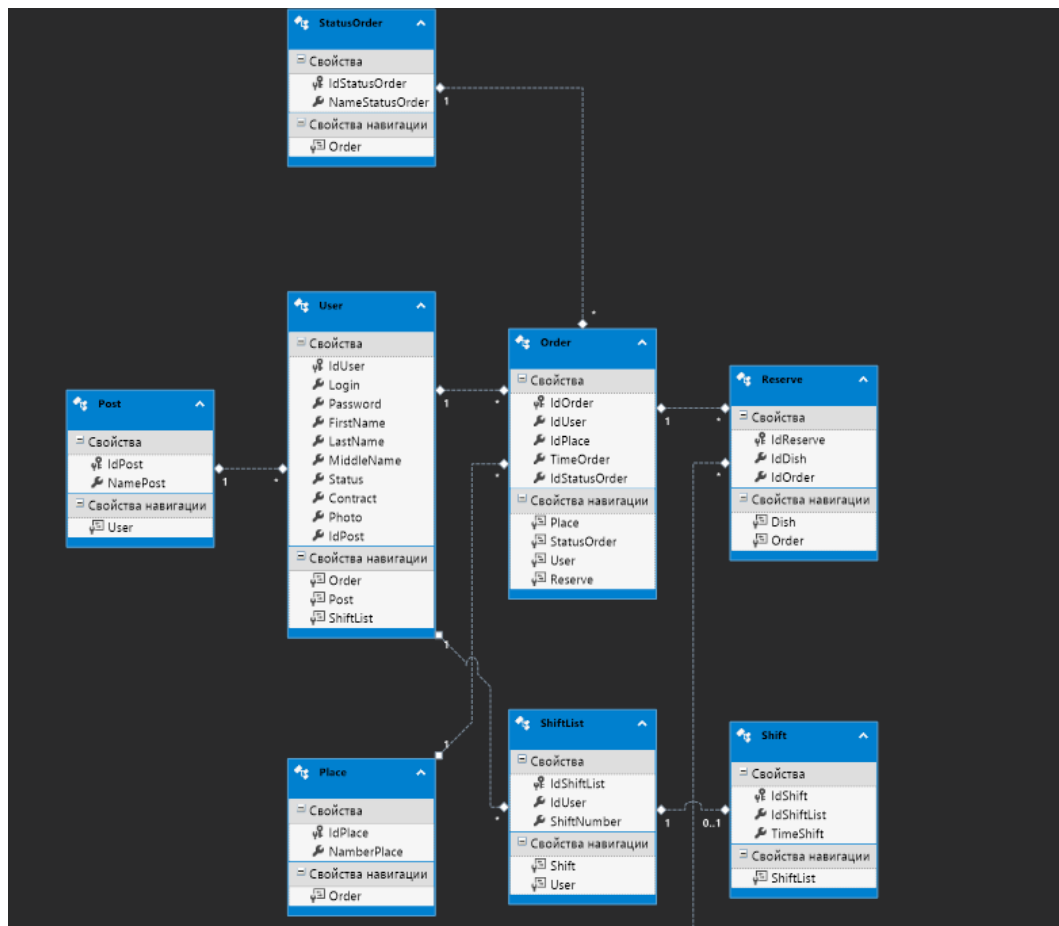 StatusOrder
Свойства
IdStatusOrder
NameStatusOrder
Свойства навигации
Order
1
*
User
Свойства
IdUser
Login
Password
FirstName
LastName
MiddleName
Status
Contract
Photo
IdPost
Свойства навигации
Order
Post
ShiftList
1
*
1
Order
Свойства
IdOrder
IdUser
IdPlace
TimeOrder
IdStatusOrder
Свойства навигации
Place
StatusOrder
User
Reserve
1
*
*
Reserve
Свойства
IdReserve
IdDish
IdOrder
Свойства навигации
Dish
Order
*
Post
Свойства
IdPost
NamePost
Свойства навигации
User
1
*
Place
Свойства
IdPlace
NamberPlace
Свойства навигации
Order
1
ShiftList
Свойства
IdShiftList
IdUser
ShiftNumber
Свойства навигации
Shift
User
*
1
0..1
Shift
Свойства
IdShift
IdShiftList
TimeShift
Свойства навигации
ShiftList